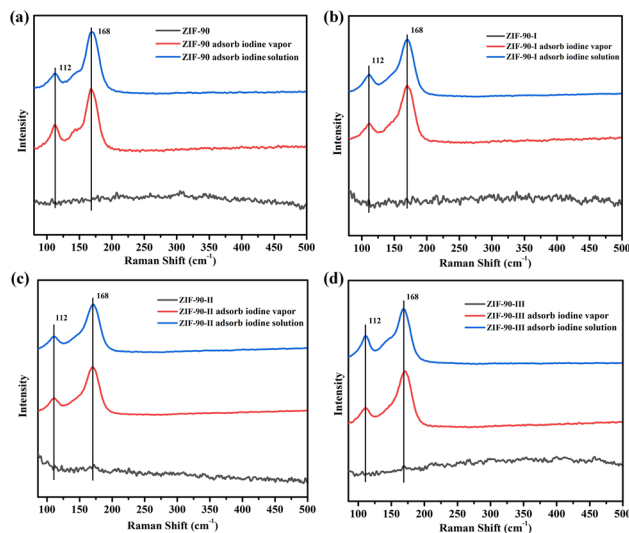 (a)
112
168
ZIF-90
ZIF-90 adsorb iodine vapor
ZIF-90 adsorb iodine solution
Intensity
100 150 200 250 300 350 400 450 500
Raman Shift (cm-1)
(b)
112
168
ZIF-90-I
ZIF-90-I adsorb iodine vapor
ZIF-90-I adsorb iodine solution
Intensity
100 150 200 250 300 350 400 450 500
Raman Shift (cm-1)
(c)
112
168
ZIF-90-II
ZIF-90-II adsorb iodine vapor
ZIF-90-II adsorb iodine solution
Intensity
100 150 200 250 300 350 400 450 500
Raman Shift (cm-1)
(d)
112
168
ZIF-90-III
ZIF-90-III adsorb iodine vapor
ZIF-90-III adsorb iodine solution
Intensity
100 150 200 250 300 350 400 450 500
Raman Shift (cm-1)